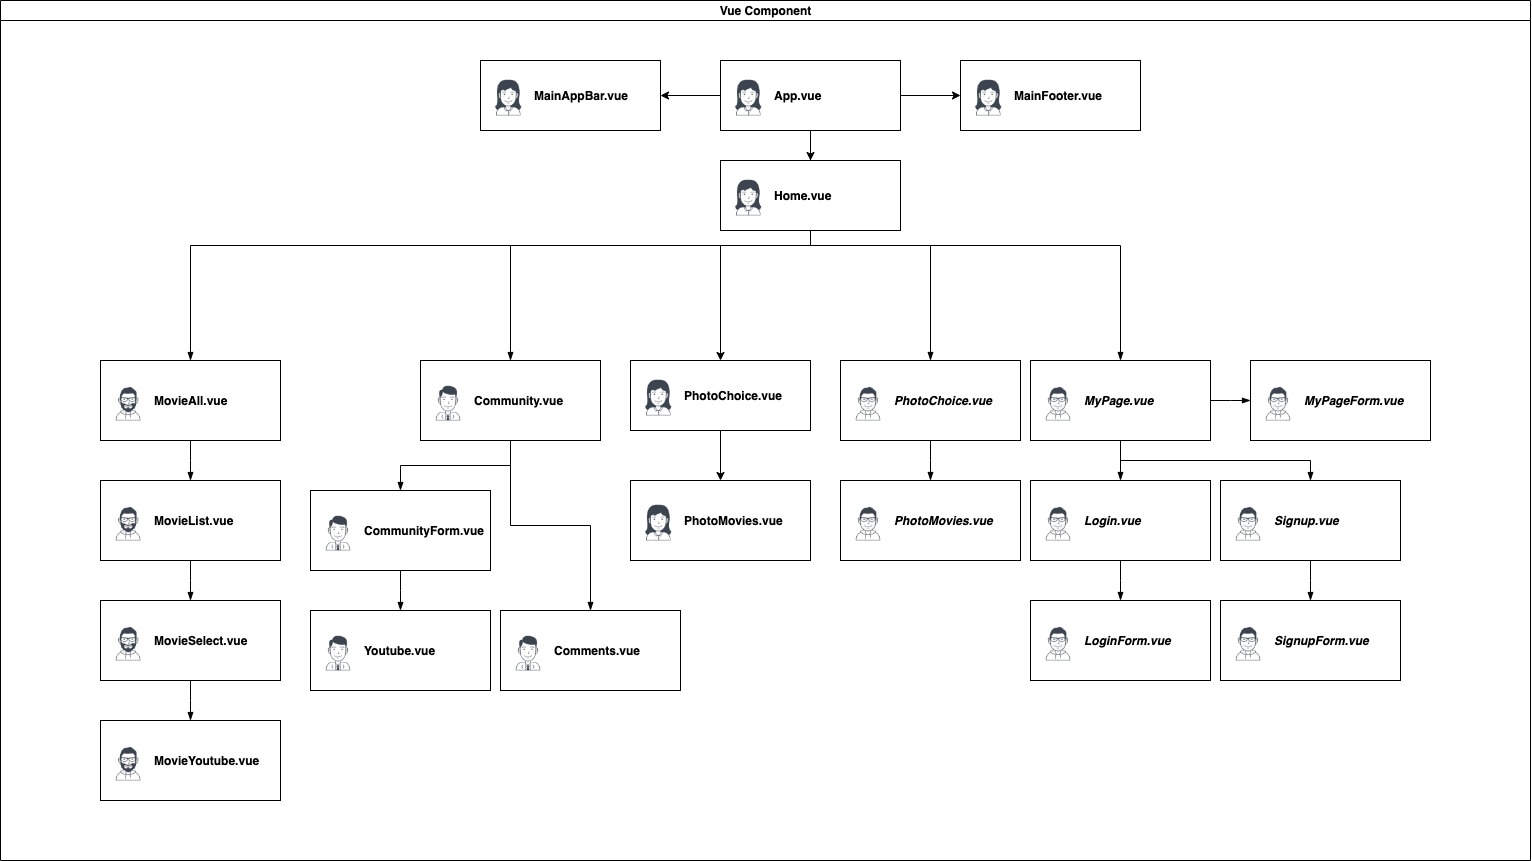 Vue Component
MainAppBar.vue
App.vue
MainFooter.vue
Home.vue
MovieAll.vue
Community.vue
PhotoChoice.vue
PhotoChoice.vue
MyPage.vue
MyPageForm.vue
MovieList.vue
CommunityForm.vue
PhotoMovies.vue
PhotoMovies.vue
Login.vue
Signup.vue
MovieSelect.vue
Youtube.vue
Comments.vue
LoginForm.vue
SignupForm.vue
MovieYoutube.vue